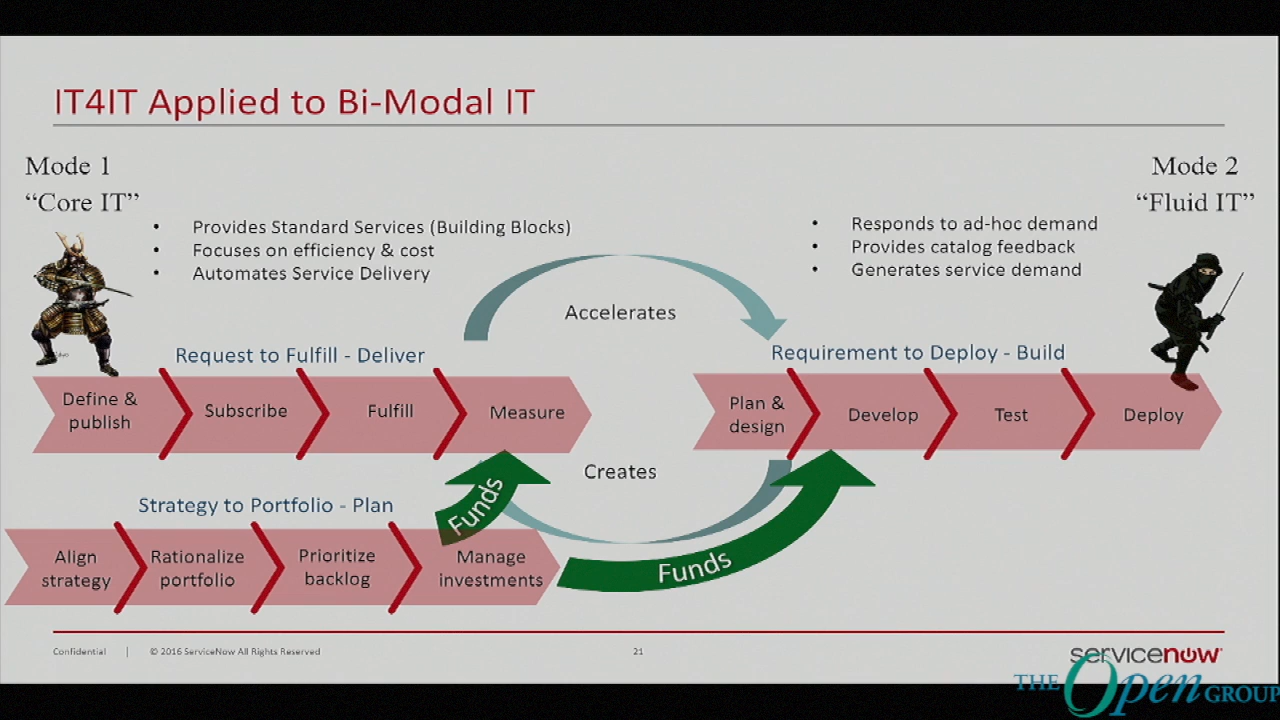 IT4IT Applied to Bi-Modal IT
Mode 1
“Core IT”
• Provides Standard Services (Building Blocks)
• Focuses on efficiency & cost
• Automates Service Delivery
Mode 2
“Fluid IT”
• Responds to ad-hoc demand
• Provides catalog feedback
• Generates service demand
Accelerates
Request to Fulfill - Deliver
Define &
publish
Subscribe
Fulfill
Measure
Requirement to Deploy - Build
Plan &
design
Develop
Test
Deploy
Creates
Funds
Strategy to Portfolio - Plan
Align
strategy
Rationalize
portfolio
Prioritize
backlog
Manage
investments
Funds
Confidential | © 2016 ServiceNow All Rights Reserved
21
servicenow
THE Open GROUP